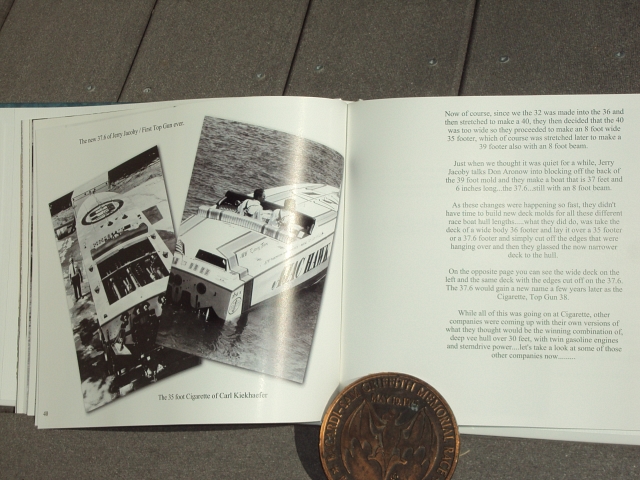 The new 37.6 of Jerry Jacoby / First Top Gun ever.
The 35 foot Cigarette of Carl Kiekhaefer
48
Now of course, since we the 32 was made into the 36 and
then stretched to make a 40, they then decided that the 40
was too wide so they proceeded to make an 8 foot wide
35 footer, which of course was stretched later to make a
39 footer also with an 8 foot beam.
Just when we thought it was quiet for a while, Jerry
Jacoby talks Don Aronow into blocking off the back of
the 39 foot mold and they make a boat that is 37 feet and
6 inches long...the 37.6...still with an 8 foot beam.
As these changes were happening so fast, they didn't
have time to build new deck molds for all these different
race boat hull lengths.....what they did do, was take the
deck of a wide body 36 footer and lay it over a 35 footer
or a 37.6 footer and simply cut off the edges that were
hanging over and then they glassed the now narrower
deck to the hull.
On the opposite page you can see the wide deck on the
left and the same deck with the edges cut off on the 37.6.
The 37.6 would gain a new name a few years later as the
Cigarette, Top Gun 38.
While all of this was going on at Cigarette, other
companies were coming up with their own versions of
what they thought would be the winning combination of,
deep vee hull over 30 feet, with twin gasoline engines
and sterndrive power....let's take a look at some of those
other companies now.........
GRIFFITH MEMORIAL RACE